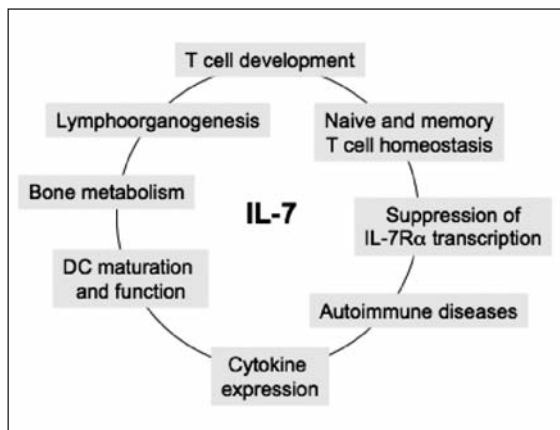 T cell development
Lymphoorganogenesis
Naive and memory
T cell homeostasis
Bone metabolism
IL-7
Suppression of
IL-7Rα transcription
DC maturation
and function
Autoimmune diseases
Cytokine
expression